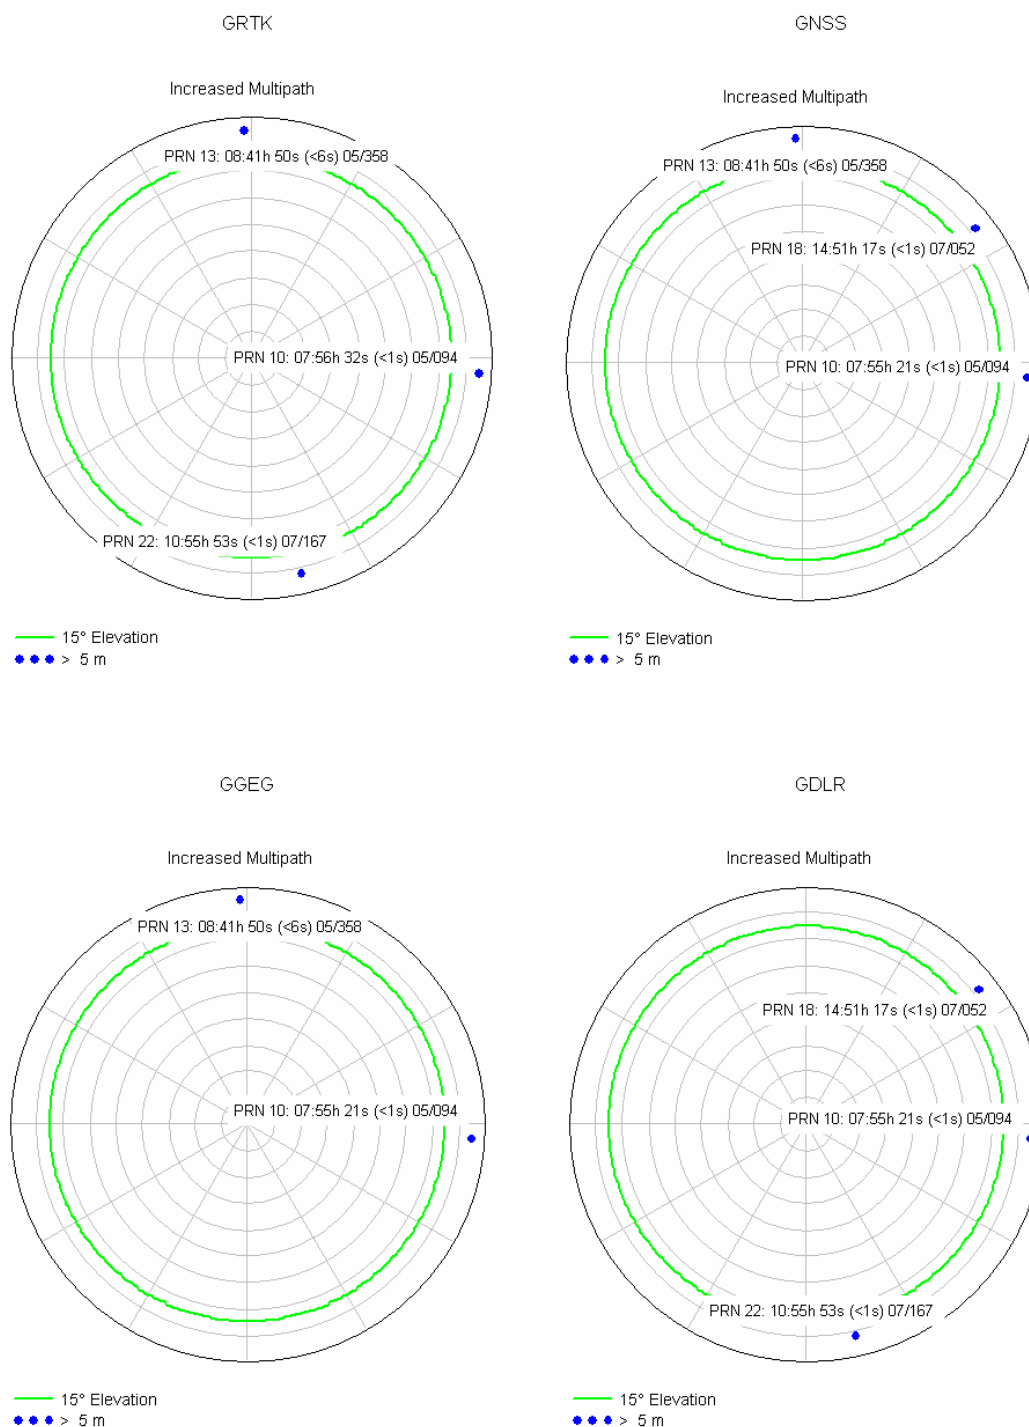 GRTK
Increased Multipath
PRN 13: 08:41h 50s (<6s) 05/358
PRN 10: 07:56h 32s (<1s) 05/094
PRN 22: 10:55h 53s (<1s) 07/167
15° Elevation
> 5 m
GNSS
Increased Multipath
PRN 13: 08:41h 50s (<6s) 05/358
PRN 18: 14:51h 17s (<1s) 07/052
PRN 10: 07:55h 21s (<1s) 05/094
15° Elevation
> 5 m
GGEG
Increased Multipath
PRN 13: 08:41h 50s (<6s) 05/358
PRN 10: 07:55h 21s (<1s) 05/094
15° Elevation
> 5 m
GDLR
Increased Multipath
PRN 18: 14:51h 17s (<1s) 07/052
PRN 10: 07:55h 21s (<1s) 05/094
PRN 22: 10:55h 53s (<1s) 07/167
15° Elevation
> 5 m